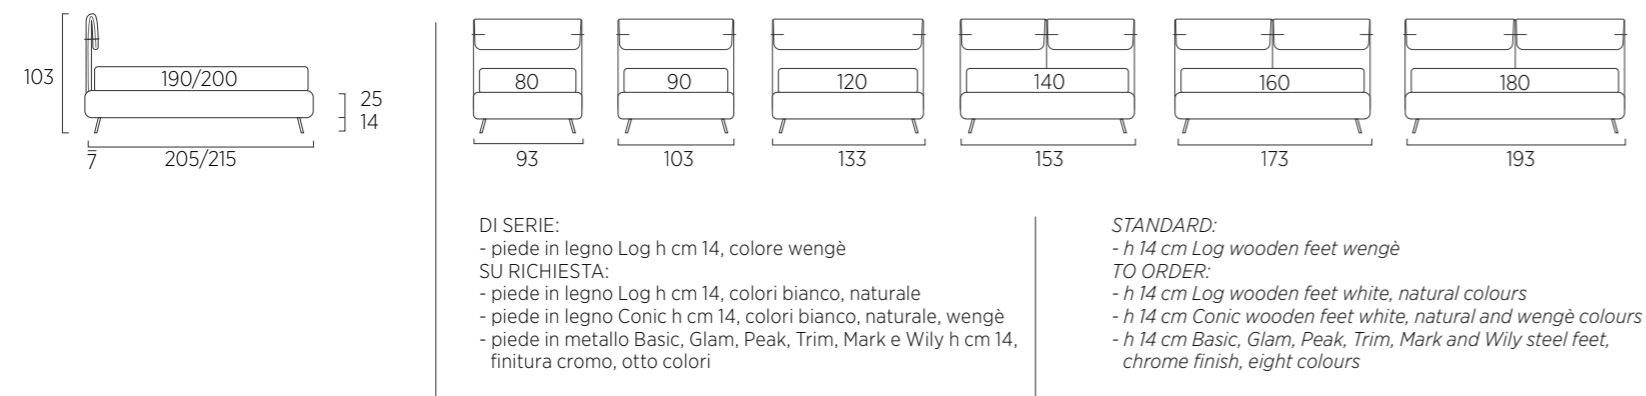 103
190/200
25
14
7
205/215
80
90
120
140
160
180
93
103
133
153
173
193
DI SERIE:
- piede in legno Log h cm 14, colore wengè
SU RICHIESTA:
- piede in legno Log h cm 14, colori bianco, naturale
- piede in legno Conic h cm 14, colori bianco, naturale, wengè
- piede in metallo Basic, Glam, Peak, Trim, Mark e Wily h cm 14,
finitura cromo, otto colori
STANDARD:
- h 14 cm Log wooden feet wengè
TO ORDER:
- h 14 cm Log wooden feet white, natural colours
- h 14 cm Conic wooden feet white, natural and wengè colours
- h 14 cm Basic, Glam, Peak, Trim, Mark and Wily steel feet,
chrome finish, eight colours